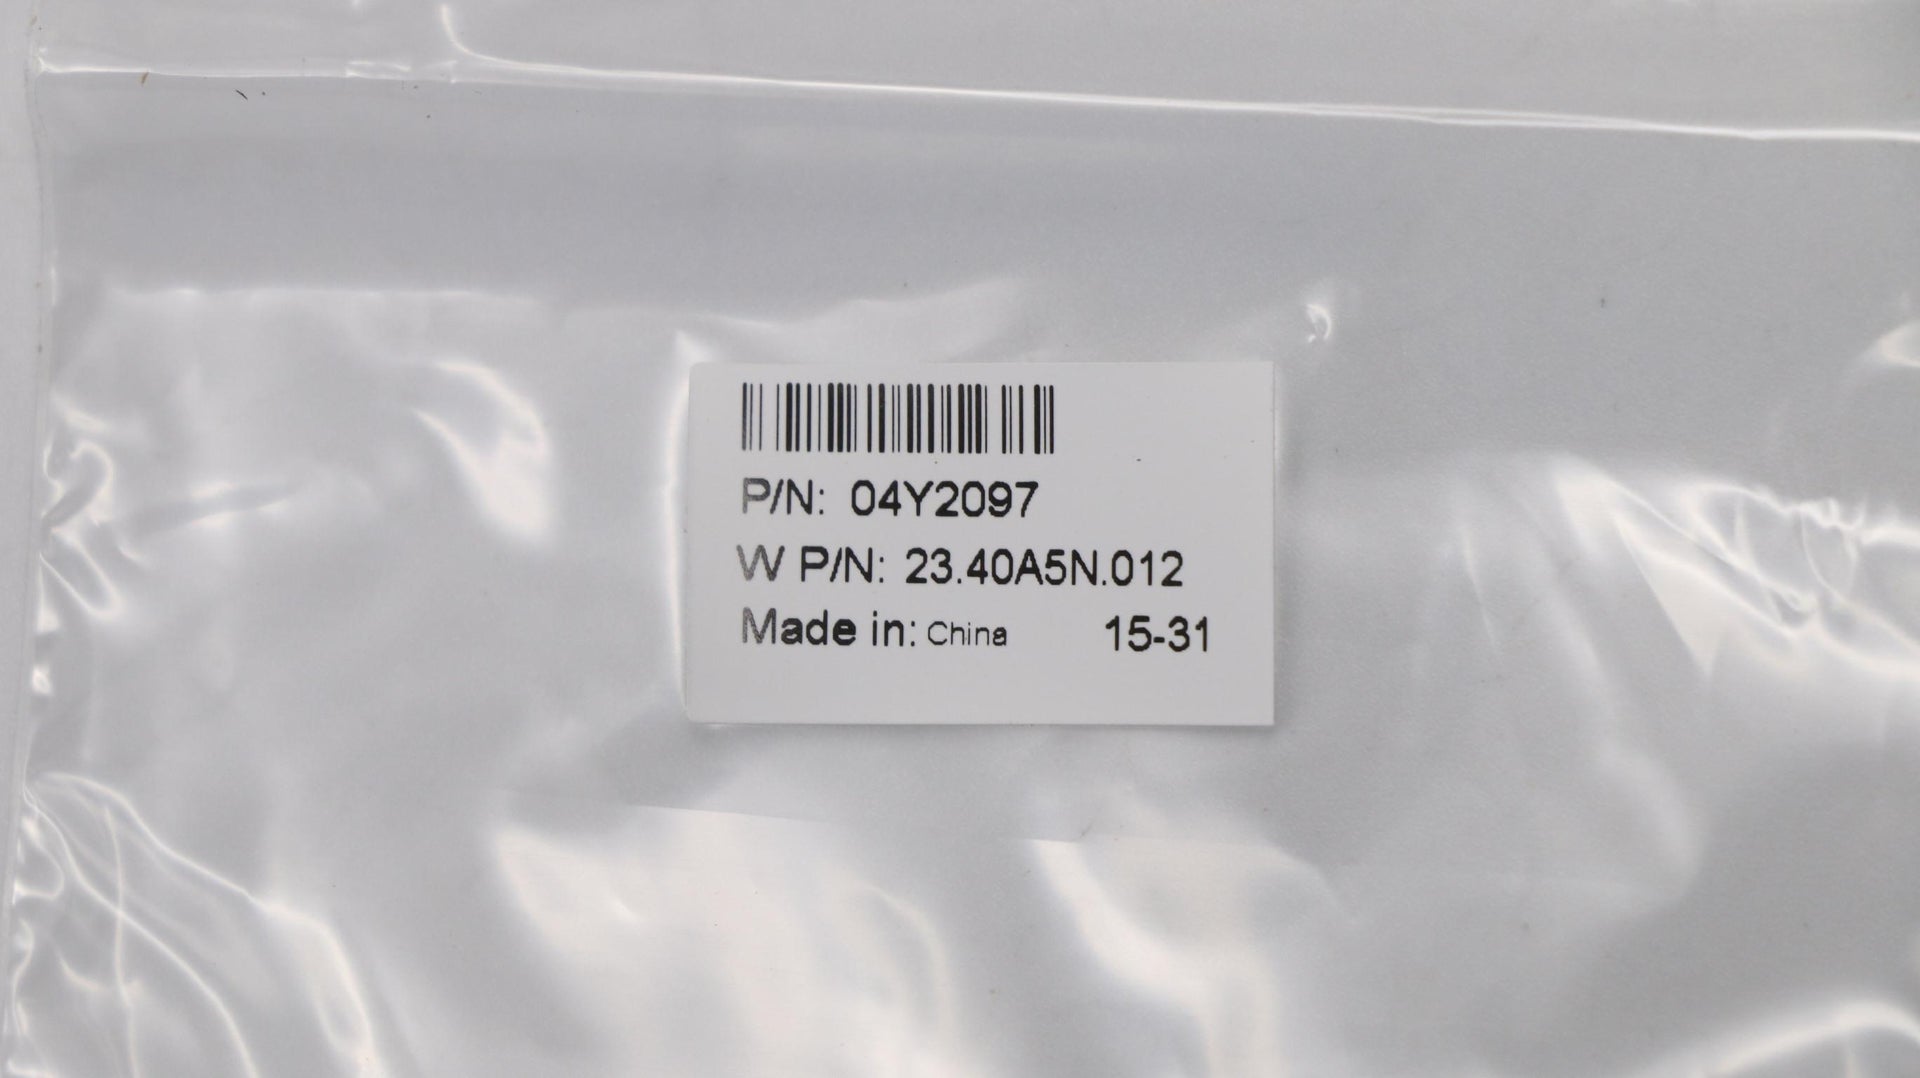 P/N: 04Y2097
W P/N: 23.40A5N.012
Made in: China 15-31